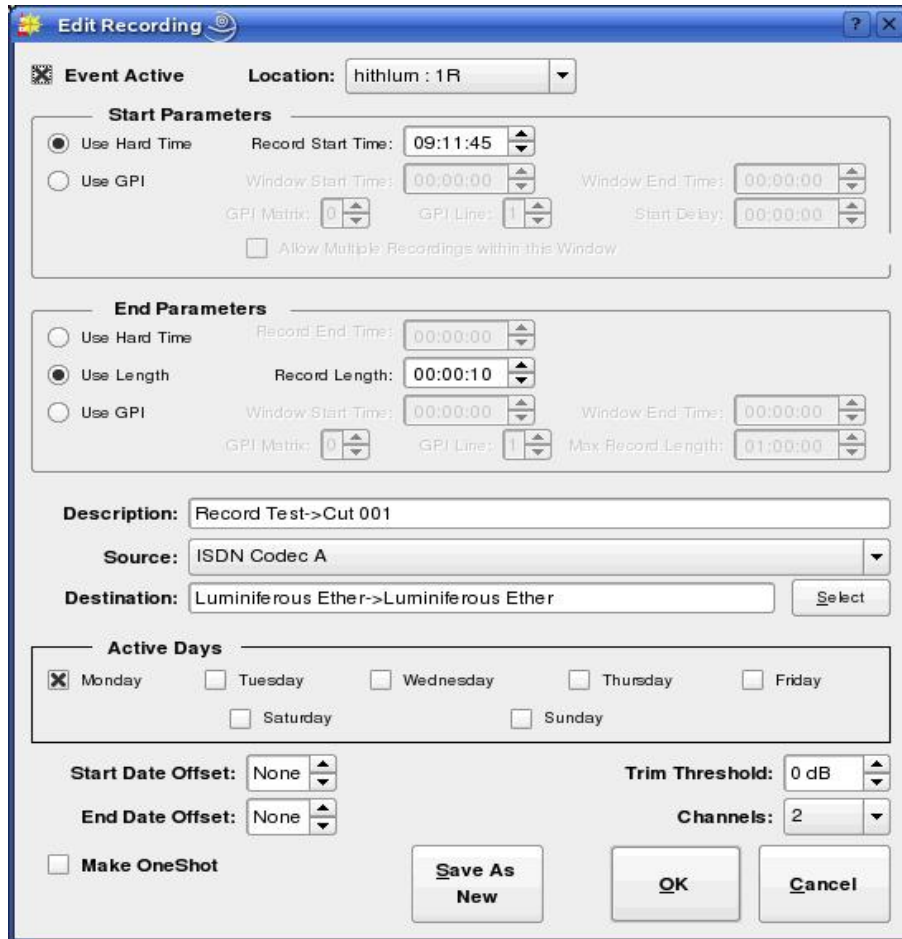 Edit Recording
?
Event Active Location: hithlum : 1R
Start Parameters
Use Hard Time Record Start Time: 09:11:45
Use GPI Window Start Time: 00:00:00 Window End Time: 00:00:00
GPI Matrix: 0 GPI Line: 1 Start Delay: 00:00:00
Allow Multiple Recordings within this Window
End Parameters
Use Hard Time Record End Time: 00:00:00
Use Length Record Length: 00:00:10
Use GPI Window Start Time: 00:00:00 Window End Time: 00:00:00
GPI Matrix: 0 GPI Line: 1 Max Record Length: 01:00:00
Description: Record Test->Cut 001
Source: ISDN Codec A
Destination: Luminiferous Ether->Luminiferous Ether Select
Active Days
Monday Tuesday Wednesday Thursday Friday
Saturday Sunday
Start Date Offset: None Trim Threshold: 0 dB
End Date Offset: None Channels: 2
Make OneShot
Save As
New
OK
Cancel